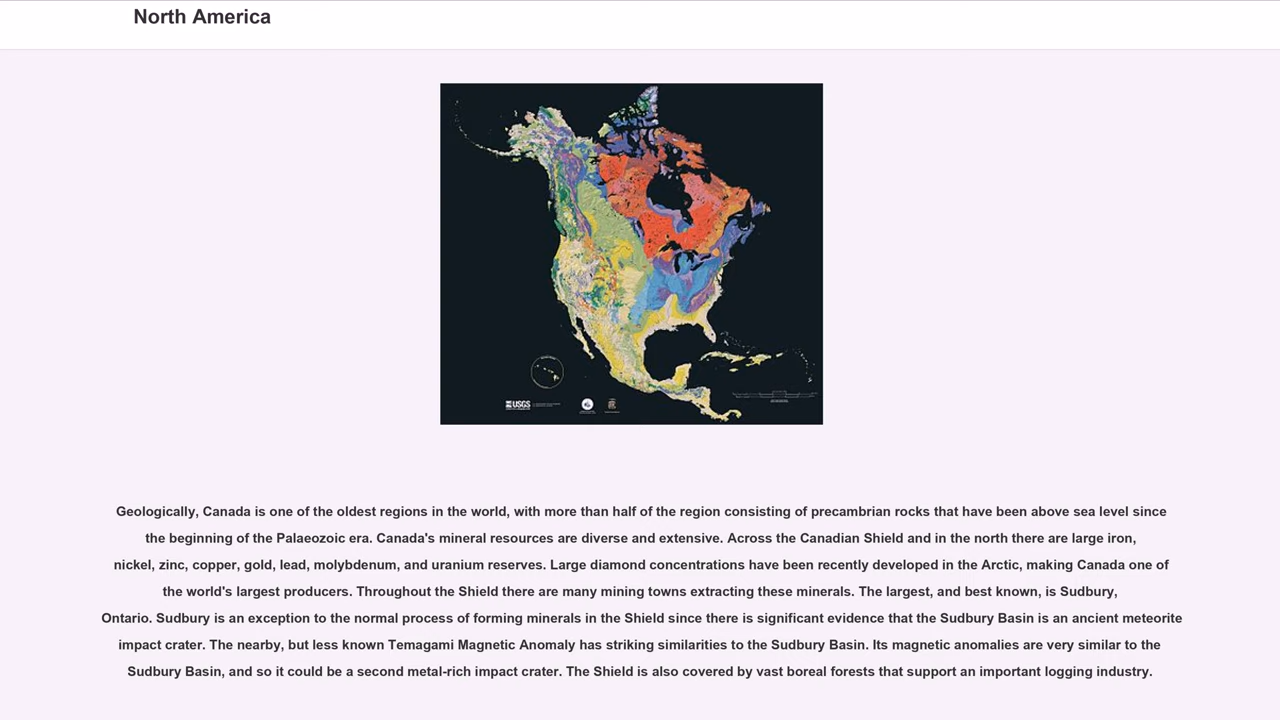 North America
USGS
Geologically, Canada is one of the oldest regions in the world, with more than half of the region consisting of precambrian rocks that have been above sea level since
the beginning of the Palaeozoic era. Canada's mineral resources are diverse and extensive. Across the Canadian Shield and in the north there are large iron,
nickel, zinc, copper, gold, lead, molybdenum, and uranium reserves. Large diamond concentrations have been recently developed in the Arctic, making Canada one of
the world's largest producers. Throughout the Shield there are many mining towns extracting these minerals. The largest, and best known, is Sudbury,
Ontario. Sudbury is an exception to the normal process of forming minerals in the Shield since there is significant evidence that the Sudbury Basin is an ancient meteorite
impact crater. The nearby, but less known Temagami Magnetic Anomaly has striking similarities to the Sudbury Basin. Its magnetic anomalies are very similar to the
Sudbury Basin, and so it could be a second metal-rich impact crater. The Shield is also covered by vast boreal forests that support an important logging industry.